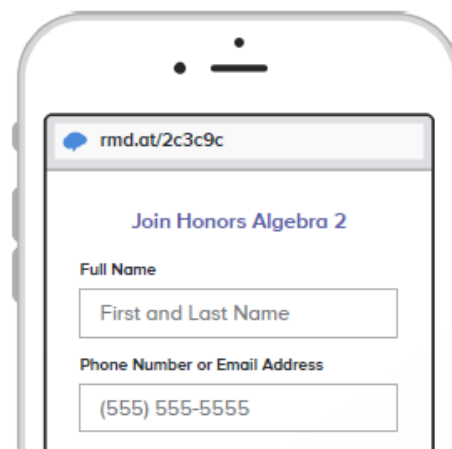 rmd.at/2c3c9c
Join Honors Algebra 2
Full Name
First and Last Name
Phone Number or Email Address
(555) 555-5555